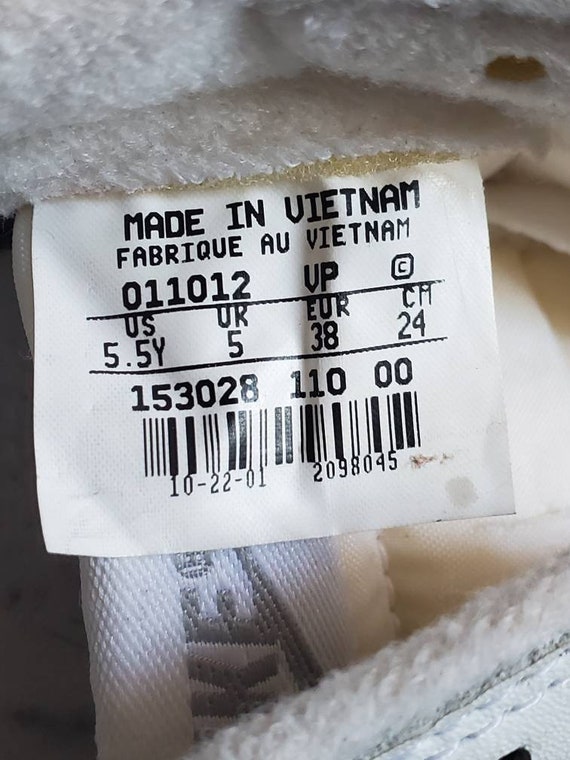 MADE IN VIETNAM
FABRIQUE AU VIETNAM
011012 VP ©
US UK EUR CM
5.5Y 5 38 24
153028 110 00
10-22-01 2098045